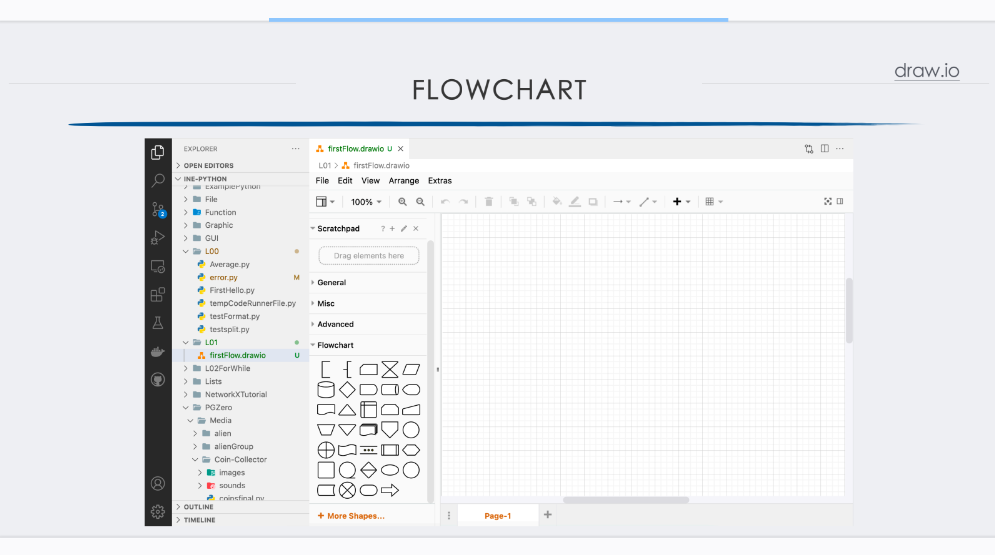 draw.io
FLOWCHART
EXPLORER
OPEN EDITORS
INE-PYTHON
ExamplePython
File
Function
Graphic
GUI
L00
Average.py
error.py M
FirstHello.py
tempCodeRunnerFile.py
testFormat.py
testsplit.py
L01
firstFlow.drawio U
L02ForWhile
Lists
NetworkXTutorial
PGZero
Media
alien
alienGroup
Coin-Collector
images
sounds
coinsfinal.py
OUTLINE
TIMELINE
2
firstFlow.drawio U
L01 > firstFlow.drawio
File Edit View Arrange Extras
100%
Scratchpad ?
Drag elements here
General
Misc
Advanced
Flowchart
+ More Shapes...
Page-1